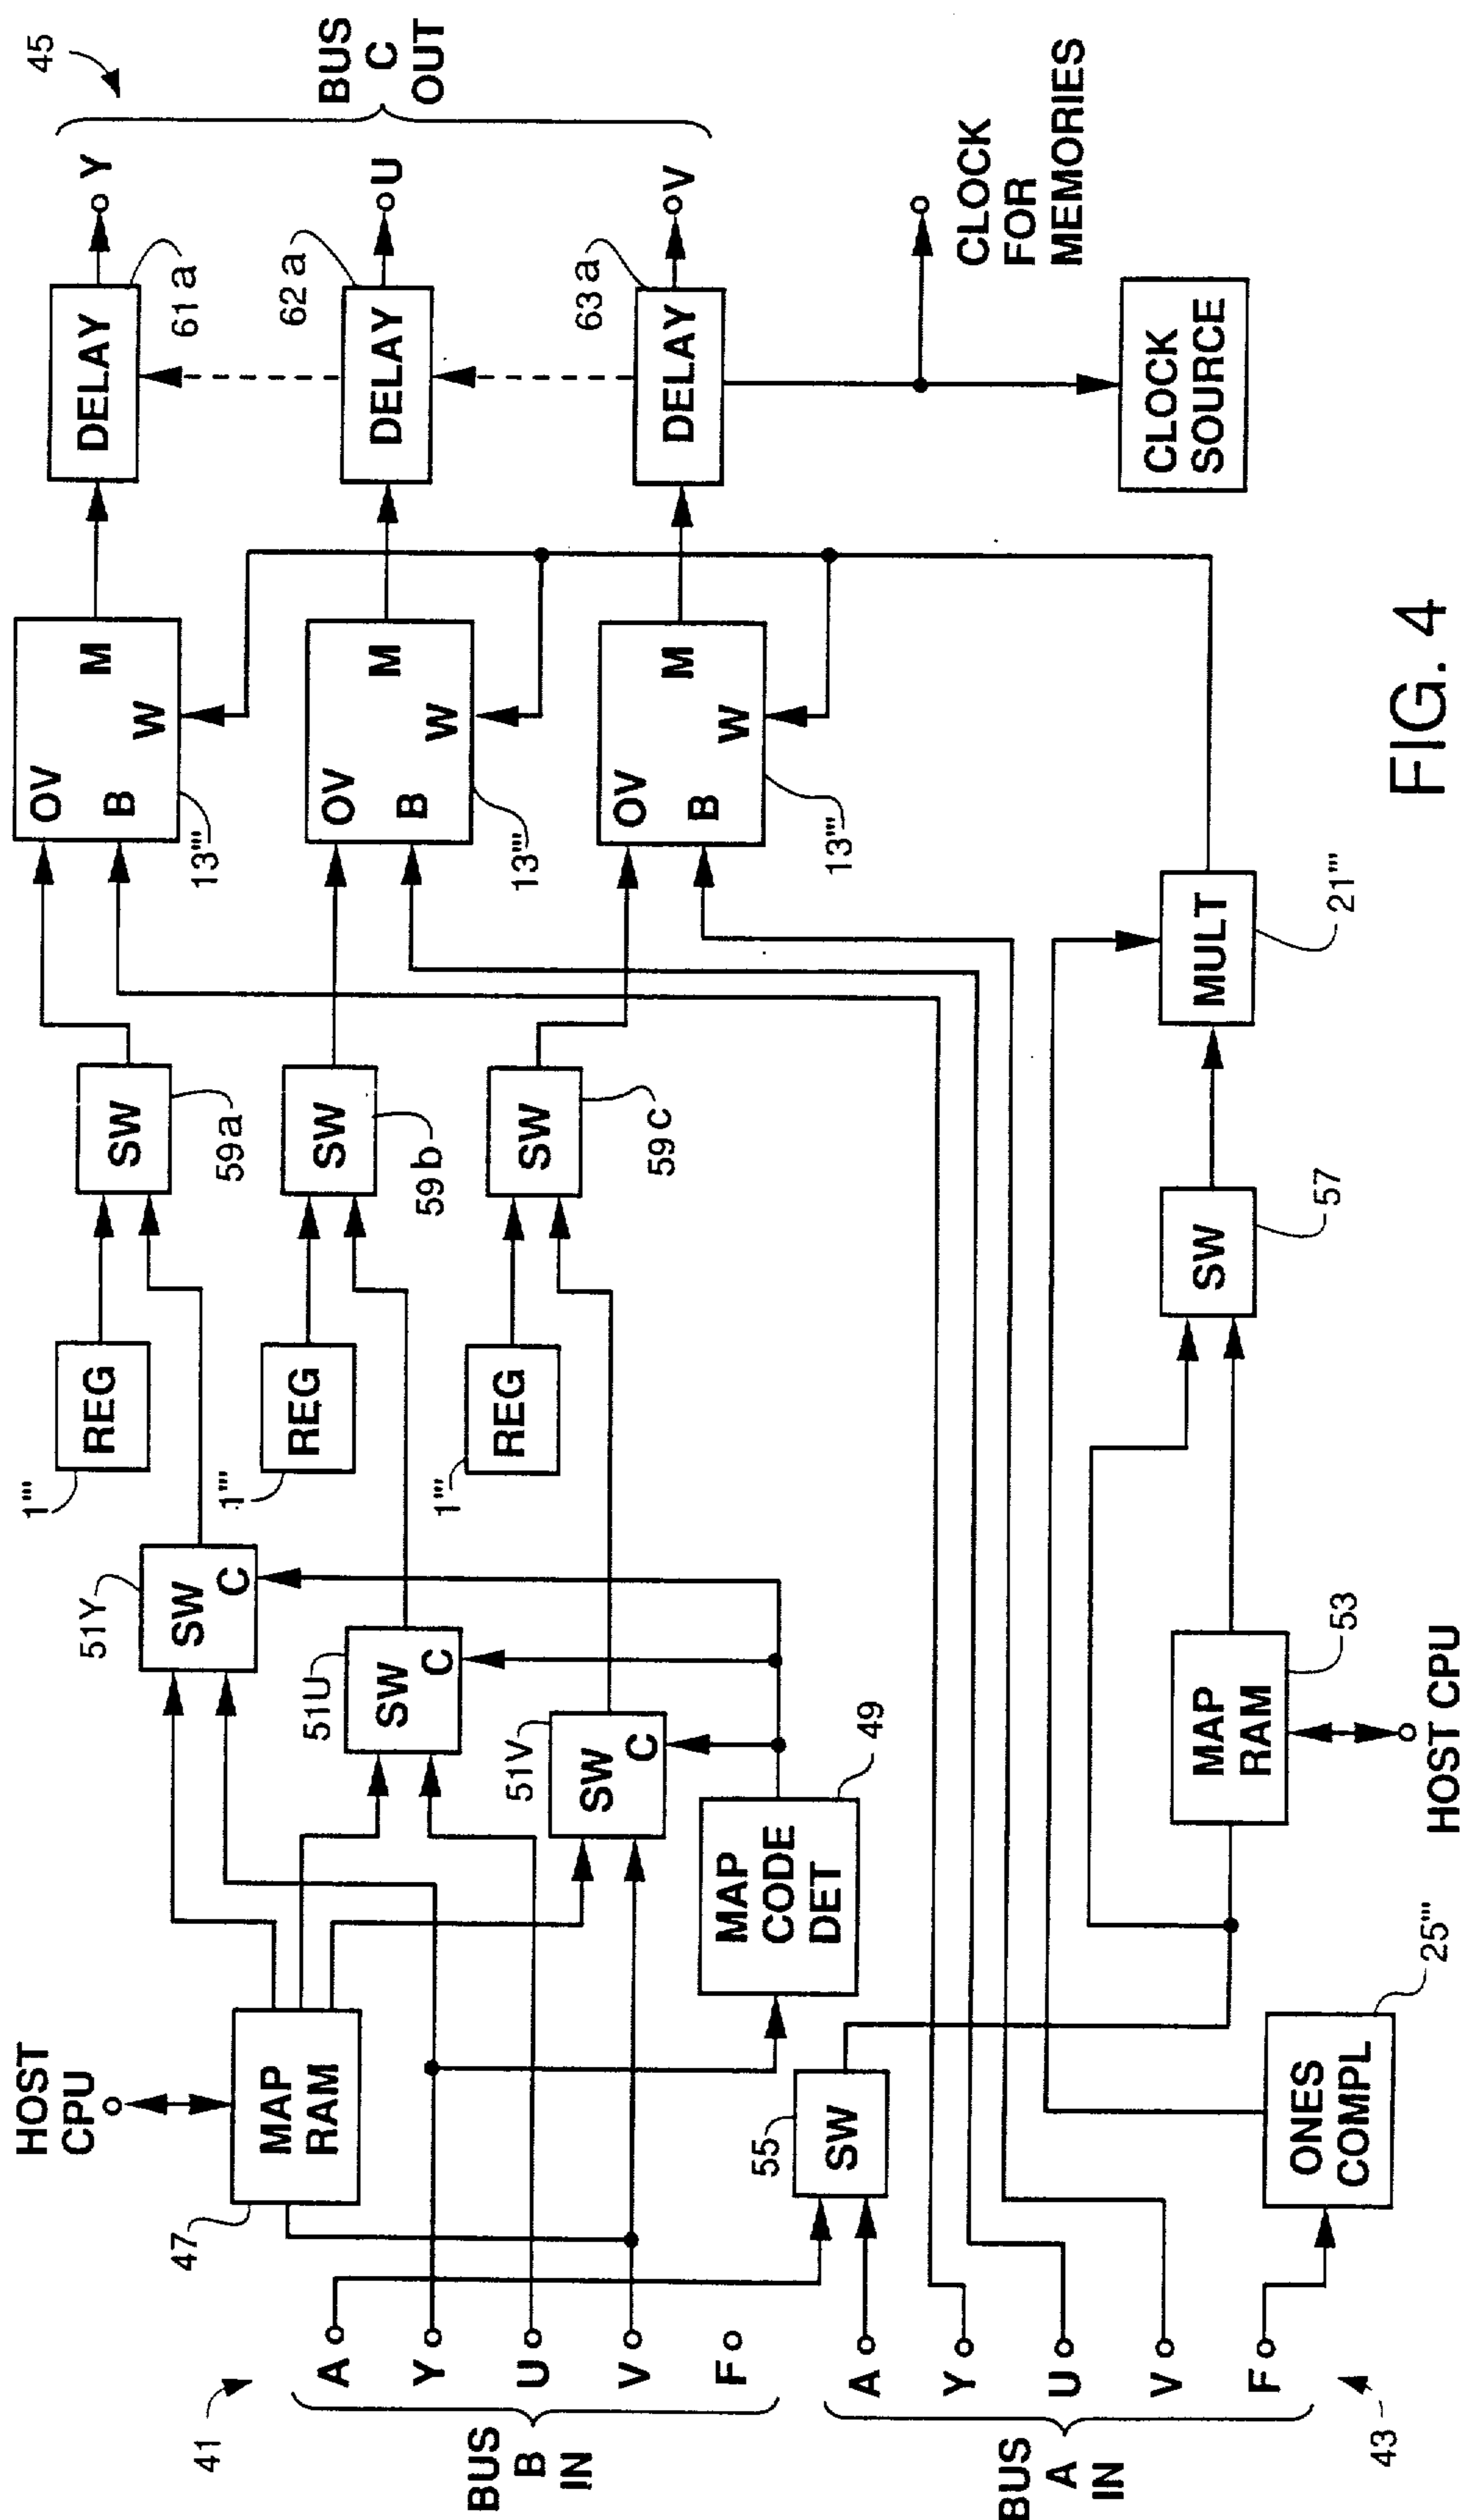 HOST
CPU
47
MAP
RAM
41
BUS
B
IN
A
Y
U
V
F
BUS
A
IN
A
Y
U
V
F
43
55
SW
ONES
COMPL
25'''
MAP
CODE
DET
49
51Y
SW
C
51U
SW
C
51V
SW
C
MAP
RAM
53
HOST CPU
1'''
REG
1'''
REG
1'''
REG
SW
59a
SW
59b
SW
59c
SW
57
MULT
21'''
OV
B
M
W
13'''
OV
B
M
W
13'''
OV
B
M
W
13'''
DELAY
61a
DELAY
62a
DELAY
63a
Y
U
V
BUS
C
OUT
45
CLOCK
FOR
MEMORIES
CLOCK
SOURCE
FIG. 4